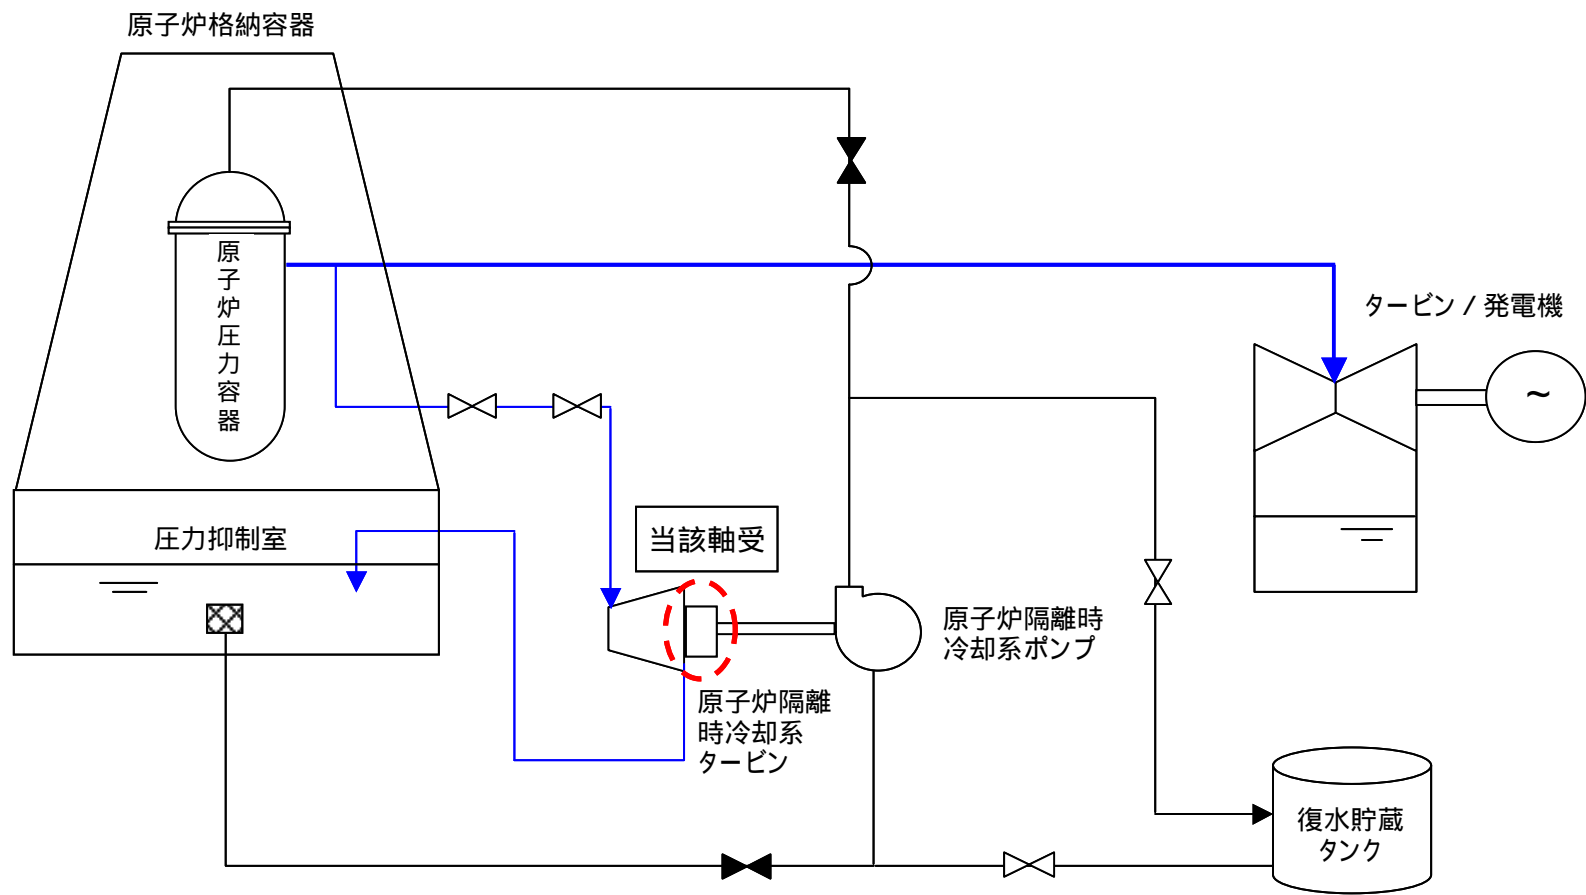 原子炉格納容器
原子炉圧力容器
タービン / 発電機
~
圧力抑制室
当該軸受
原子炉隔離時
冷却系ポンプ
原子炉隔離
時冷却系
タービン
復水貯蔵
タンク